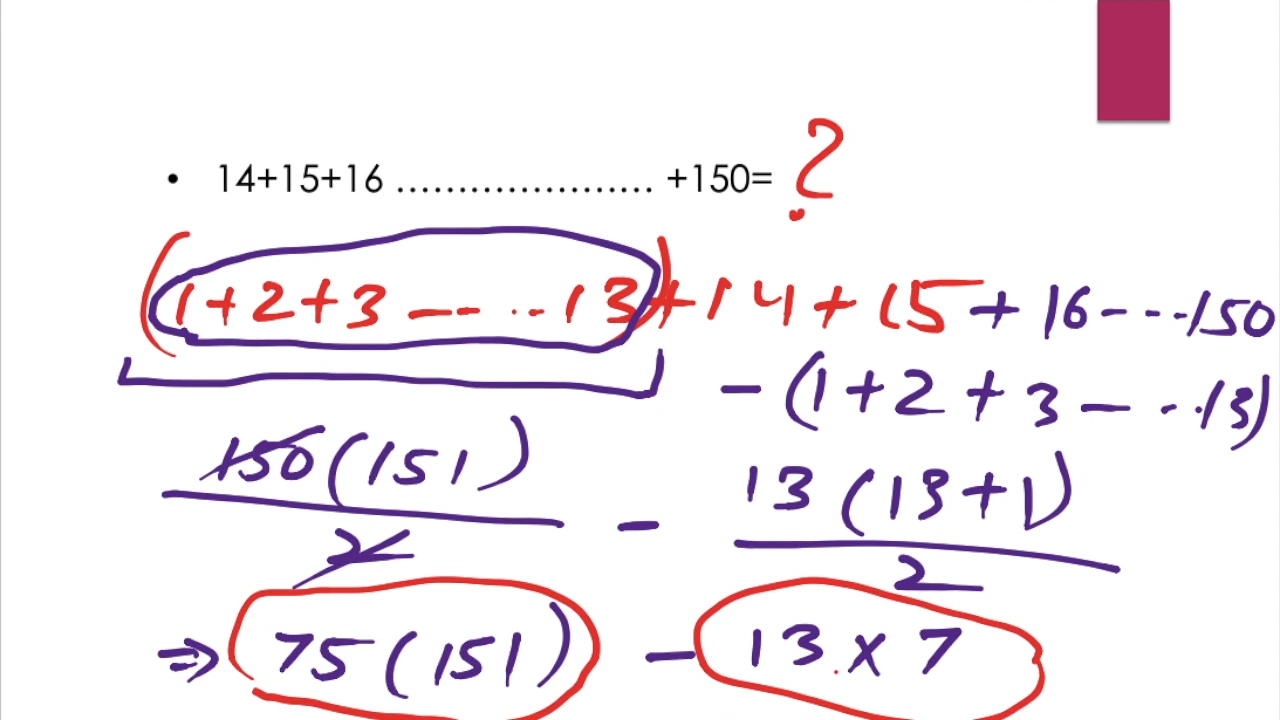 • 14+15+16 ..................... +150= ?
(1+2+3 -- -- ·· 13)+14+15+16- - --150
- (1+2+3- - ··13)
150(151)/2 - 13(13+1)/2
⇒ 75(151) - 13 x 7